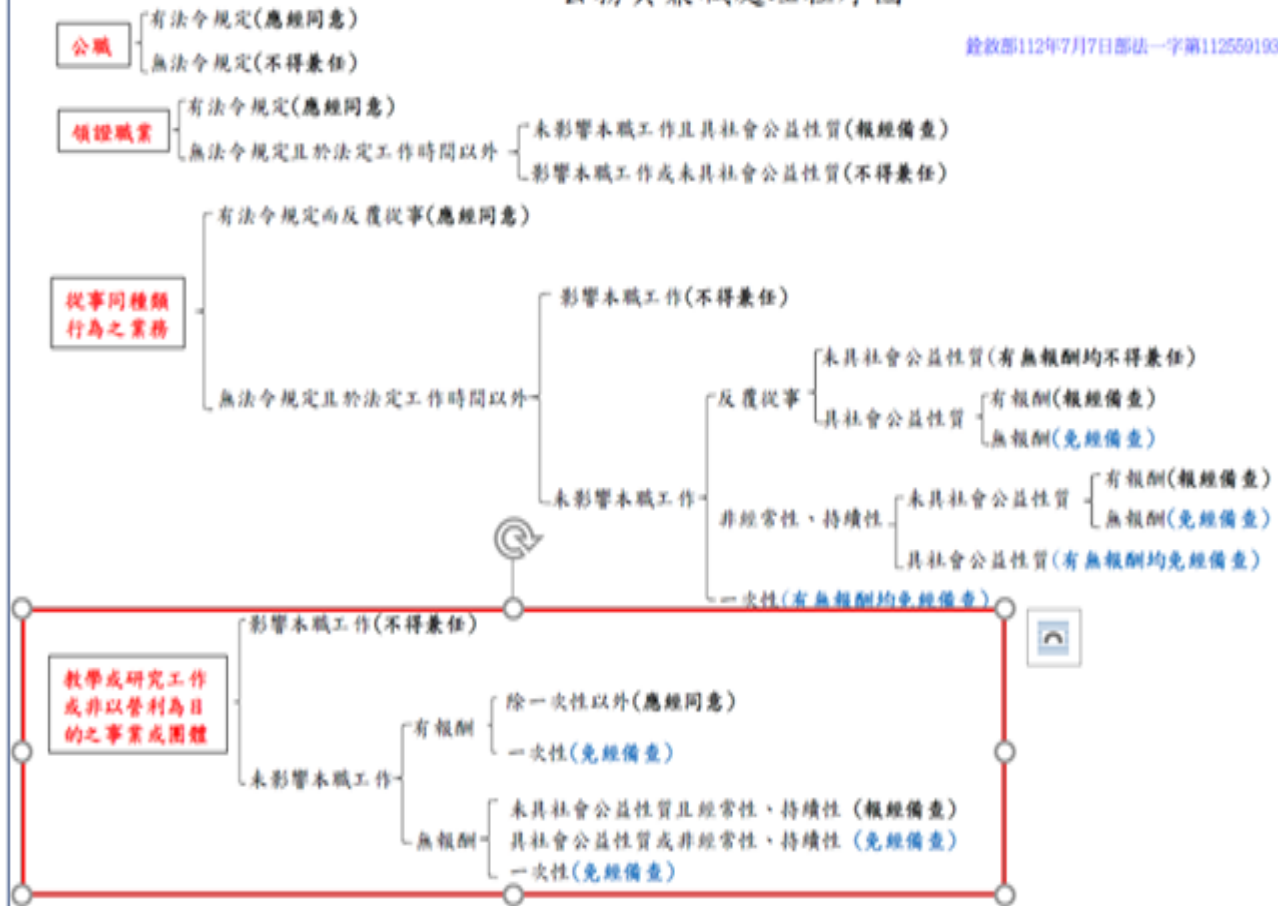 公務員兼職處理程序圖
銓敘部112年7月7日部法一字第112559193
公職
有法令規定(應經同意)
無法令規定(不得兼任)
領證職業
有法令規定(應經同意)
無法令規定且於法定工作時間以外
未影響本職工作且具社會公益性質(報經備查)
影響本職工作或未具社會公益性質(不得兼任)
從事同種類
行為之業務
有法令規定而反覆從事(應經同意)
無法令規定且於法定工作時間以外
影響本職工作(不得兼任)
未影響本職工作
反覆從事
未具社會公益性質(有無報酬均不得兼任)
具社會公益性質
有報酬(報經備查)
無報酬(免經備查)
非經常性、持續性
未具社會公益性質
有報酬(報經備查)
無報酬(免經備查)
具社會公益性質(有無報酬均免經備查)
一次性(有無報酬均免經備查)
教學或研究工作
或非以營利為目
的之事業或團體
影響本職工作(不得兼任)
未影響本職工作
有報酬
除一次性以外(應經同意)
一次性(免經備查)
無報酬
未具社會公益性質且經常性、持續性 (報經備查)
具社會公益性質或非經常性、持續性 (免經備查)
一次性(免經備查)